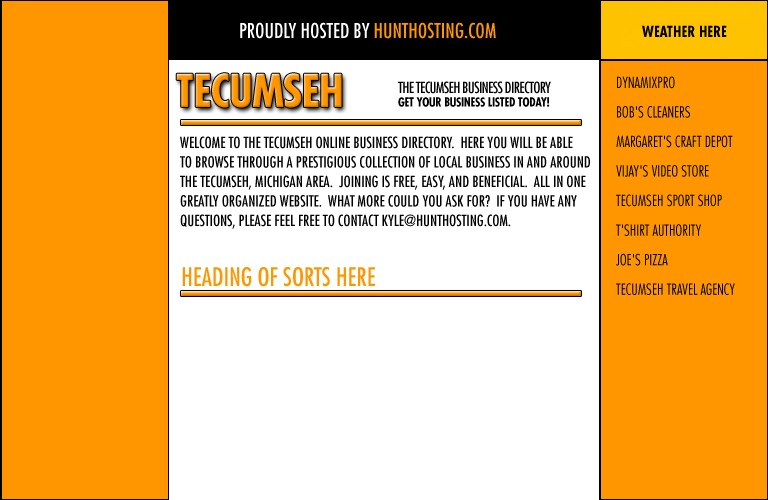 PROUDLY HOSTED BY HUNTHOSTING.COM
WEATHER HERE
TECUMSEH
THE TECUMSEH BUSINESS DIRECTORY
GET YOUR BUSINESS LISTED TODAY!
WELCOME TO THE TECUMSEH ONLINE BUSINESS DIRECTORY. HERE YOU WILL BE ABLE
TO BROWSE THROUGH A PRESTIGIOUS COLLECTION OF LOCAL BUSINESS IN AND AROUND
THE TECUMSEH, MICHIGAN AREA. JOINING IS FREE, EASY, AND BENEFICIAL. ALL IN ONE
GREATLY ORGANIZED WEBSITE. WHAT MORE COULD YOU ASK FOR? IF YOU HAVE ANY
QUESTIONS, PLEASE FEEL FREE TO CONTACT KYLE@HUNTHOSTING.COM.
HEADING OF SORTS HERE
DYNAMIXPRO
BOB'S CLEANERS
MARGARET'S CRAFT DEPOT
VIJAY'S VIDEO STORE
TECUMSEH SPORT SHOP
T'SHIRT AUTHORITY
JOE'S PIZZA
TECUMSEH TRAVEL AGENCY